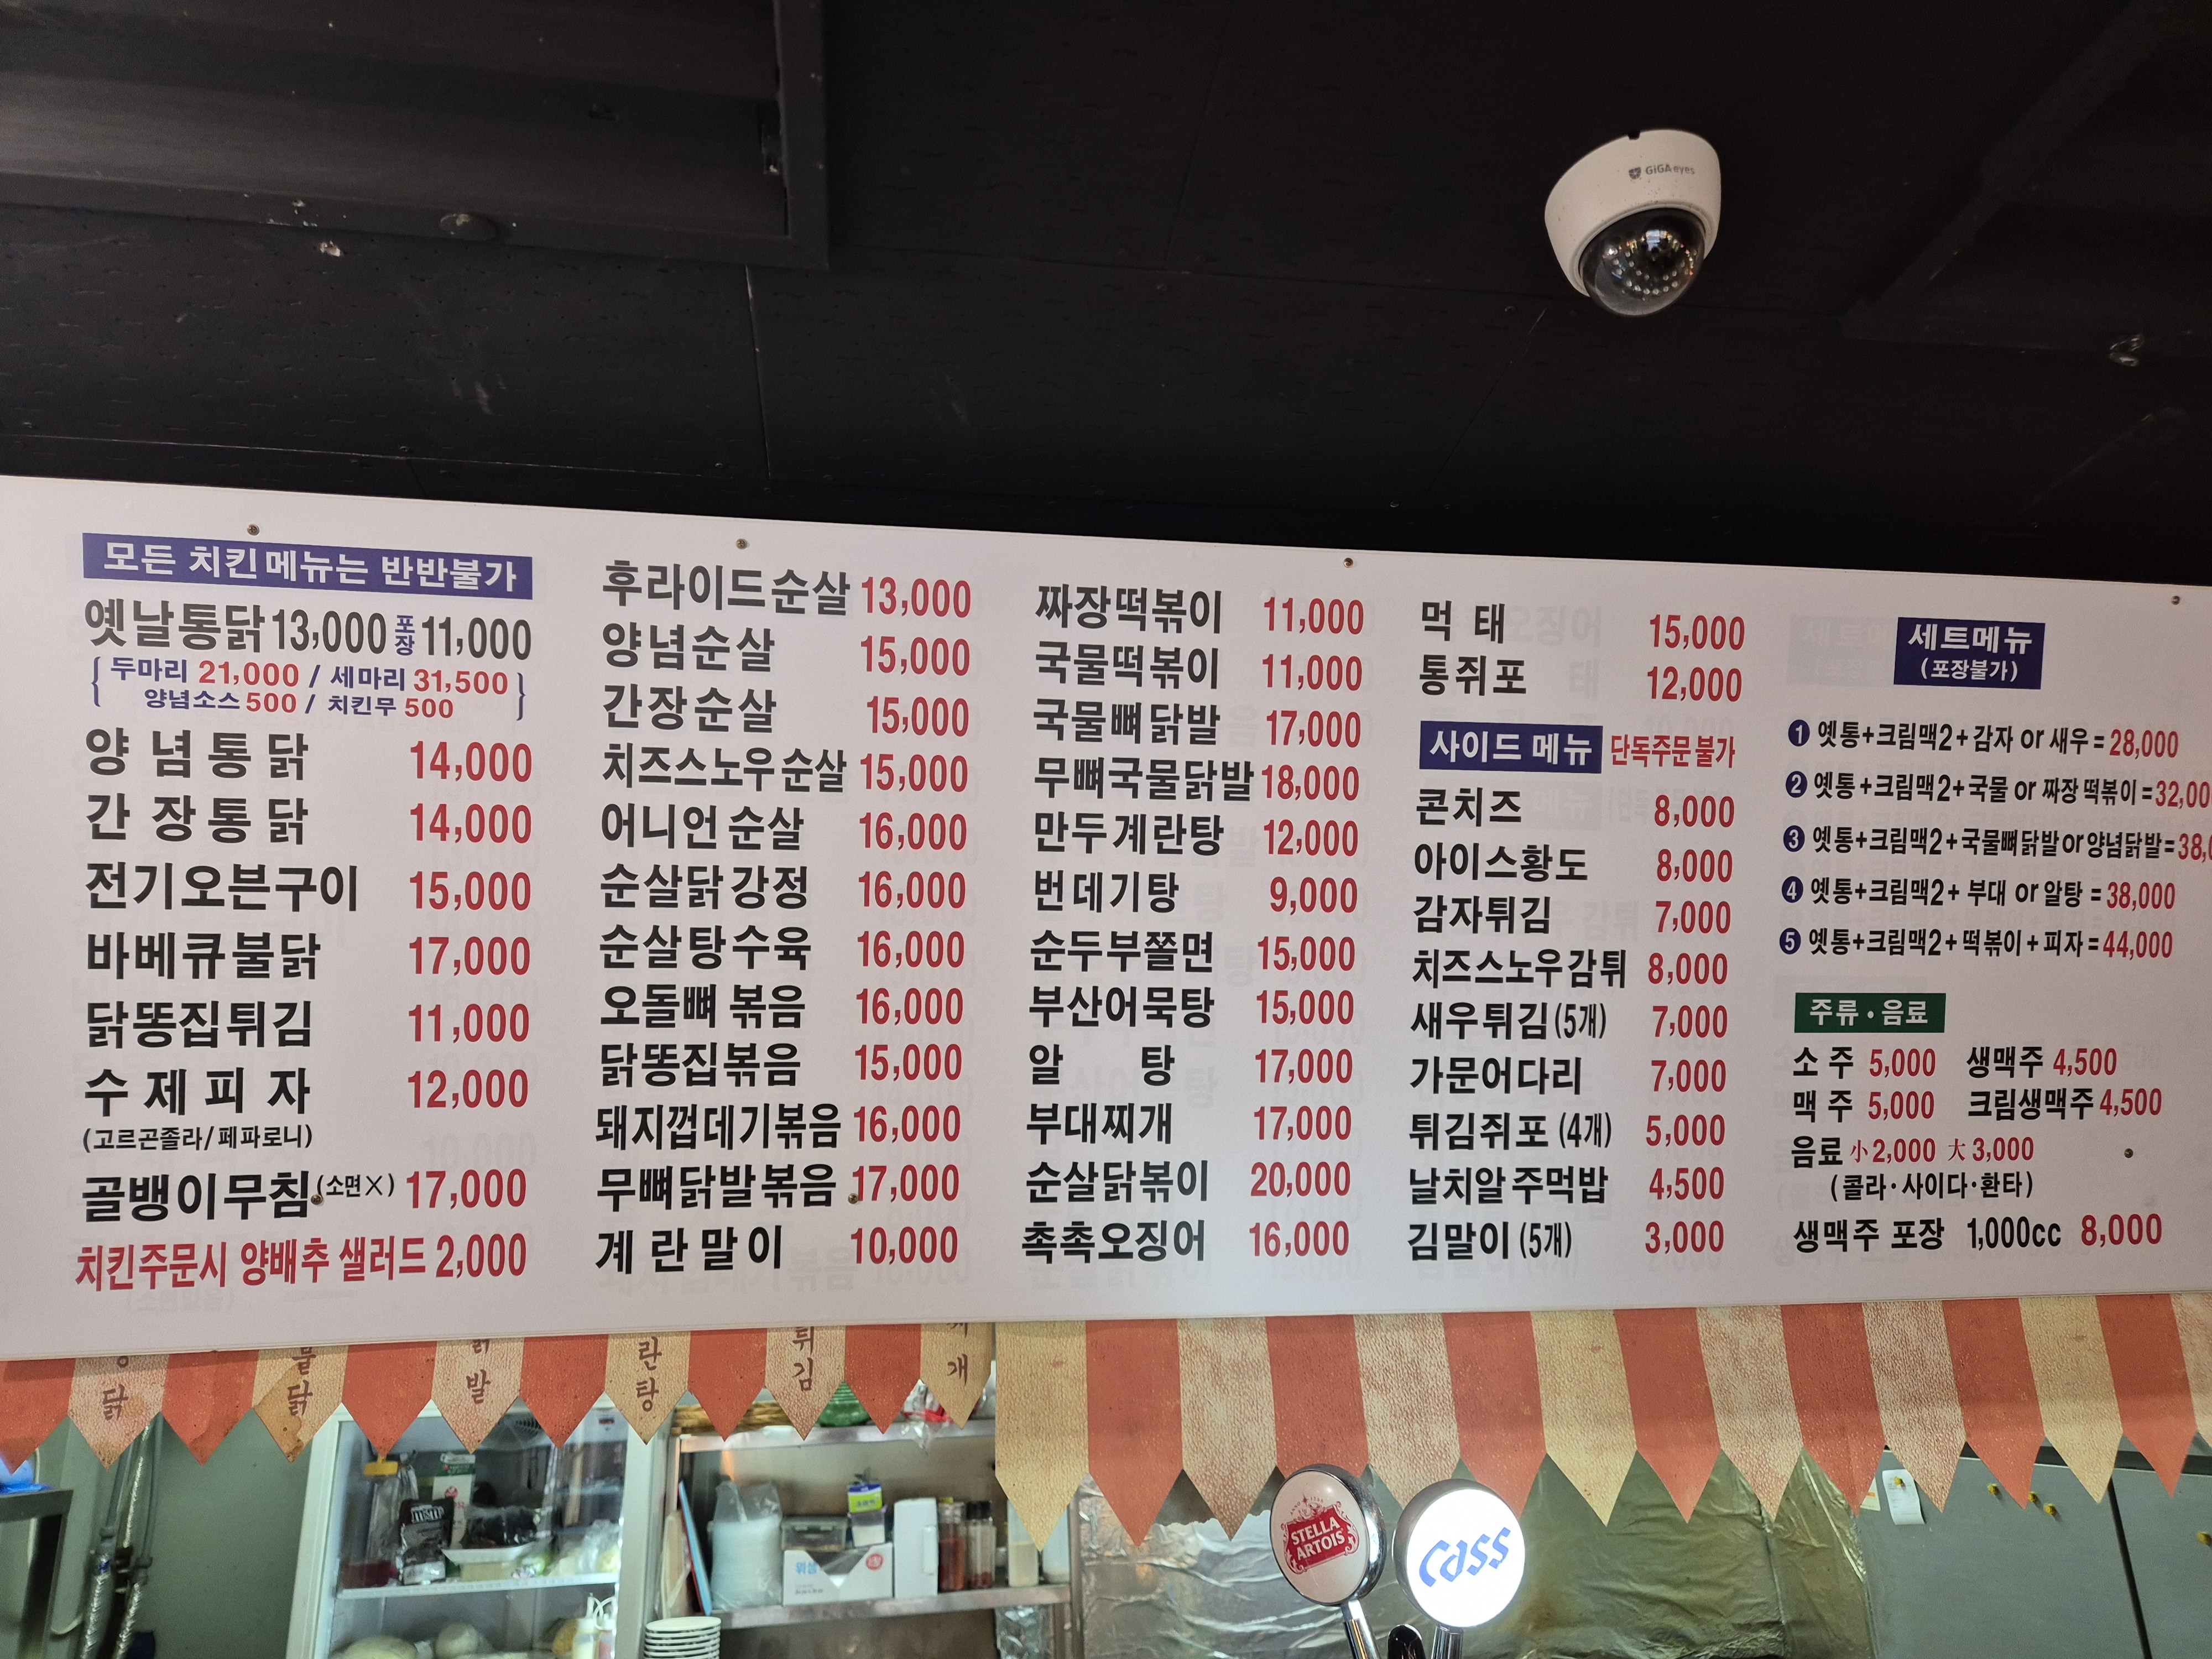 GiGAeyes
모든 치킨메뉴는 반반불가
옛날통닭 13,000 포장 11,000
두마리 21,000 / 세마리 31,500
양념소스 500 / 치킨무 500
양념통닭 14,000
간장통닭 14,000
전기오븐구이 15,000
바베큐불닭 17,000
닭똥집튀김 11,000
수제피자 12,000
(고르곤졸라/페파로니)
골뱅이무침(소면X) 17,000
치킨주문시 양배추 샐러드 2,000
후라이드순살 13,000
양념순살 15,000
간장순살 15,000
치즈스노우순살 15,000
어니언순살 16,000
순살닭강정 16,000
순살탕수육 16,000
오돌뼈볶음 16,000
닭똥집볶음 15,000
돼지껍데기볶음 16,000
무뼈닭발볶음 17,000
계란말이 10,000
짜장떡볶이 11,000
국물떡볶이 11,000
국물뼈닭발 17,000
무뼈국물닭발 18,000
만두계란탕 12,000
번데기탕 9,000
순두부쫄면 15,000
부산어묵탕 15,000
알탕 17,000
부대찌개 17,000
순살닭볶이 20,000
촉촉오징어 16,000
먹태 15,000
통쥐포 12,000
사이드 메뉴 단독주문불가
콘치즈 8,000
아이스황도 8,000
감자튀김 7,000
치즈스노우감튀 8,000
새우튀김(5개) 7,000
가문어다리 7,000
튀김쥐포(4개) 5,000
날치알주먹밥 4,500
김말이(5개) 3,000
세트메뉴
(포장불가)
❶ 옛통+크림맥2+감자 or 새우=28,000
❷ 옛통+크림맥2+국물 or 짜장떡볶이=32,00
❸ 옛통+크림맥2+국물뼈닭발or양념닭발=38,
❹ 옛통+크림맥2+ 부대 or 알탕 =38,000
❺ 옛통+크림맥2+떡볶이+피자=44,000
주류·음료
소주 5,000 생맥주 4,500
맥주 5,000 크림생맥주 4,500
음료 小 2,000 大 3,000
(콜라·사이다·환타)
생맥주 포장 1,000cc 8,000
닭
불닭
닭발
란탕
튀김
개
m&m's
STELLA
ARTOIS
Cass